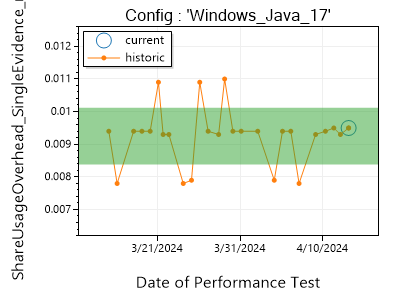 Config : 'Windows_Java_17'
ShareUsageOverhead_SingleEvidence_
0.012
0.011
0.01
0.009
0.008
0.007
current
historic
3/21/2024
3/31/2024
4/10/2024
Date of Performance Test